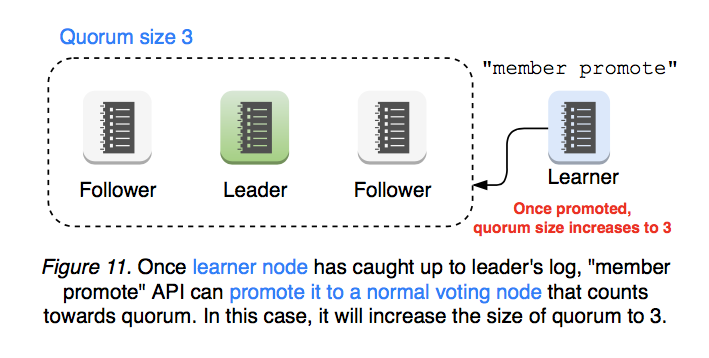 Quorum size 3
"member promote"
Follower
Leader
Follower
Learner
Once promoted,
quorum size increases to 3
Figure 11. Once learner node has caught up to leader's log, "member
promote" API can promote it to a normal voting node that counts
towards quorum. In this case, it will increase the size of quorum to 3.